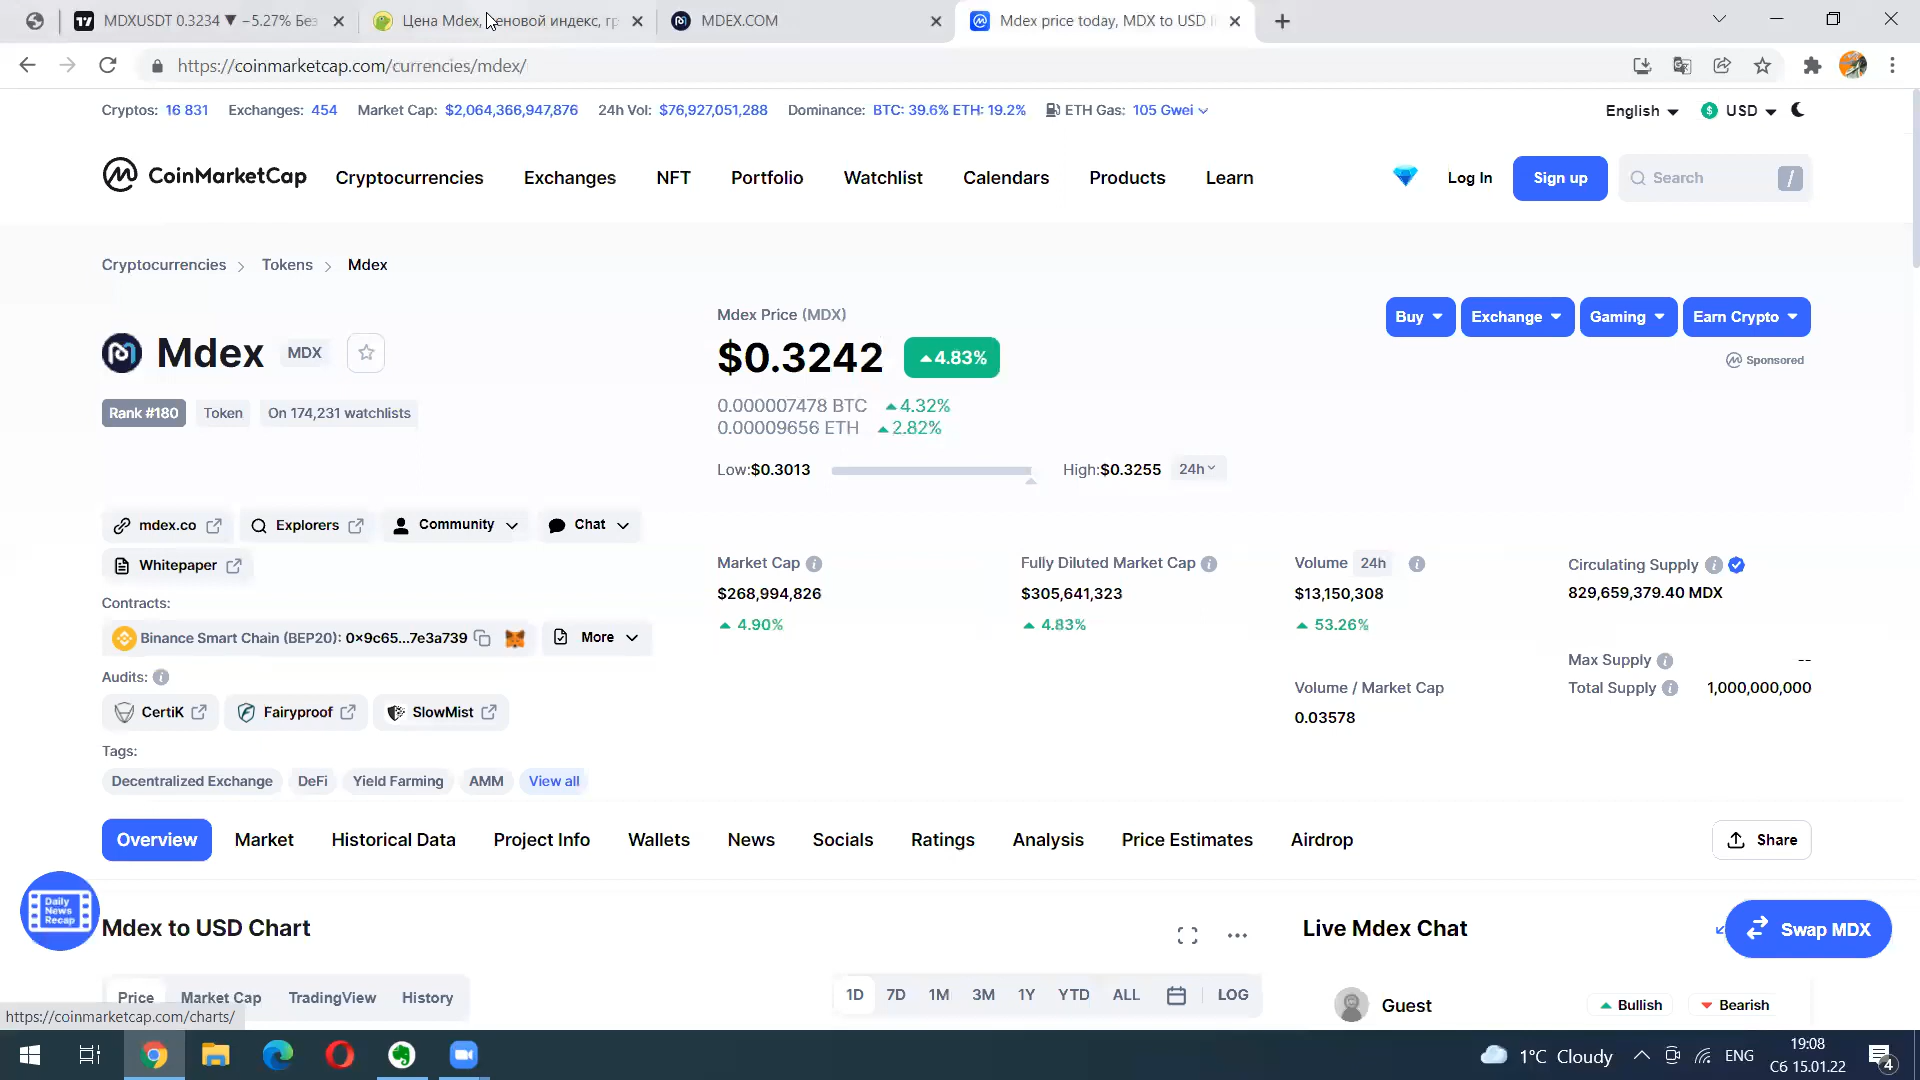 MDXUSDT 0.3234 ▼ −5.27% Без
Цена Mdex, ценовой индекс, гр
MDEX.COM
Mdex price today, MDX to USD li
https://coinmarketcap.com/currencies/mdex/
Cryptos: 16 831 Exchanges: 454 Market Cap: $2,064,366,947,876 24h Vol: $76,927,051,288 Dominance: BTC: 39.6% ETH: 19.2% ETH Gas: 105 Gwei
English USD
CoinMarketCap Cryptocurrencies Exchanges NFT Portfolio Watchlist Calendars Products Learn Log In Sign up Search /
Cryptocurrencies > Tokens > Mdex
Mdex MDX
Rank #180 Token On 174,231 watchlists
Mdex Price (MDX)
$0.3242 4.83%
0.000007478 BTC 4.32%
0.00009656 ETH 2.82%
Low:$0.3013 High:$0.3255 24h
Buy Exchange Gaming Earn Crypto
Sponsored
mdex.co Explorers Community Chat
Whitepaper
Contracts:
Binance Smart Chain (BEP20): 0x9c65...7e3a739 More
Audits:
CertiK Fairyproof SlowMist
Tags:
Decentralized Exchange DeFi Yield Farming AMM View all
Market Cap
$268,994,826
4.90%
Fully Diluted Market Cap
$305,641,323
4.83%
Volume 24h
$13,150,308
53.26%
Volume / Market Cap
0.03578
Circulating Supply
829,659,379.40 MDX
Max Supply --
Total Supply 1,000,000,000
Overview Market Historical Data Project Info Wallets News Socials Ratings Analysis Price Estimates Airdrop Share
Daily
News
Recap
Mdex to USD Chart
Live Mdex Chat
Swap MDX
Price Market Cap TradingView History
1D 7D 1M 3M 1Y YTD ALL LOG
Guest Bullish Bearish
https://coinmarketcap.com/charts/
1°C Cloudy ENG
19:08
Сб 15.01.22
4